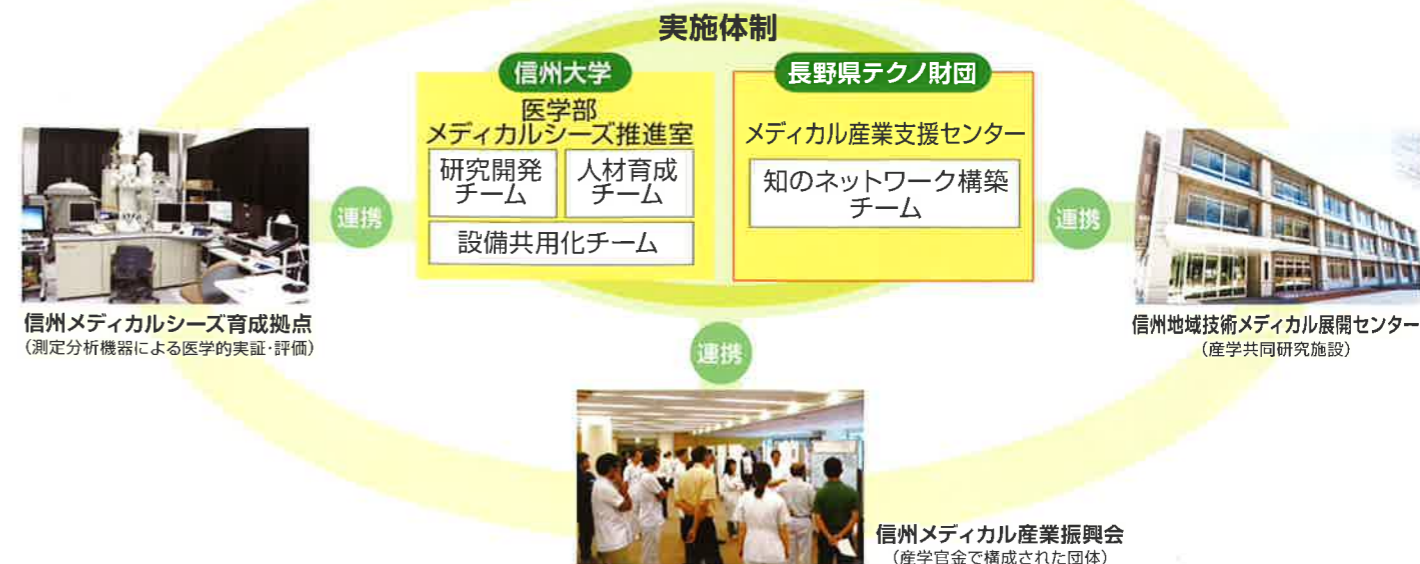 実施体制
信州大学
医学部
メディカルシーズ推進室
研究開発
チーム
人材育成
チーム
設備共用化チーム
長野県テクノ財団
メディカル産業支援センター
知のネットワーク構築
チーム
連携
連携
連携
信州メディカルシーズ育成拠点
（測定分析機器による医学的実証・評価）
信州地域技術メディカル展開センター
（産学共同研究施設）
信州メディカル産業振興会
（産学官金で構成された団体）